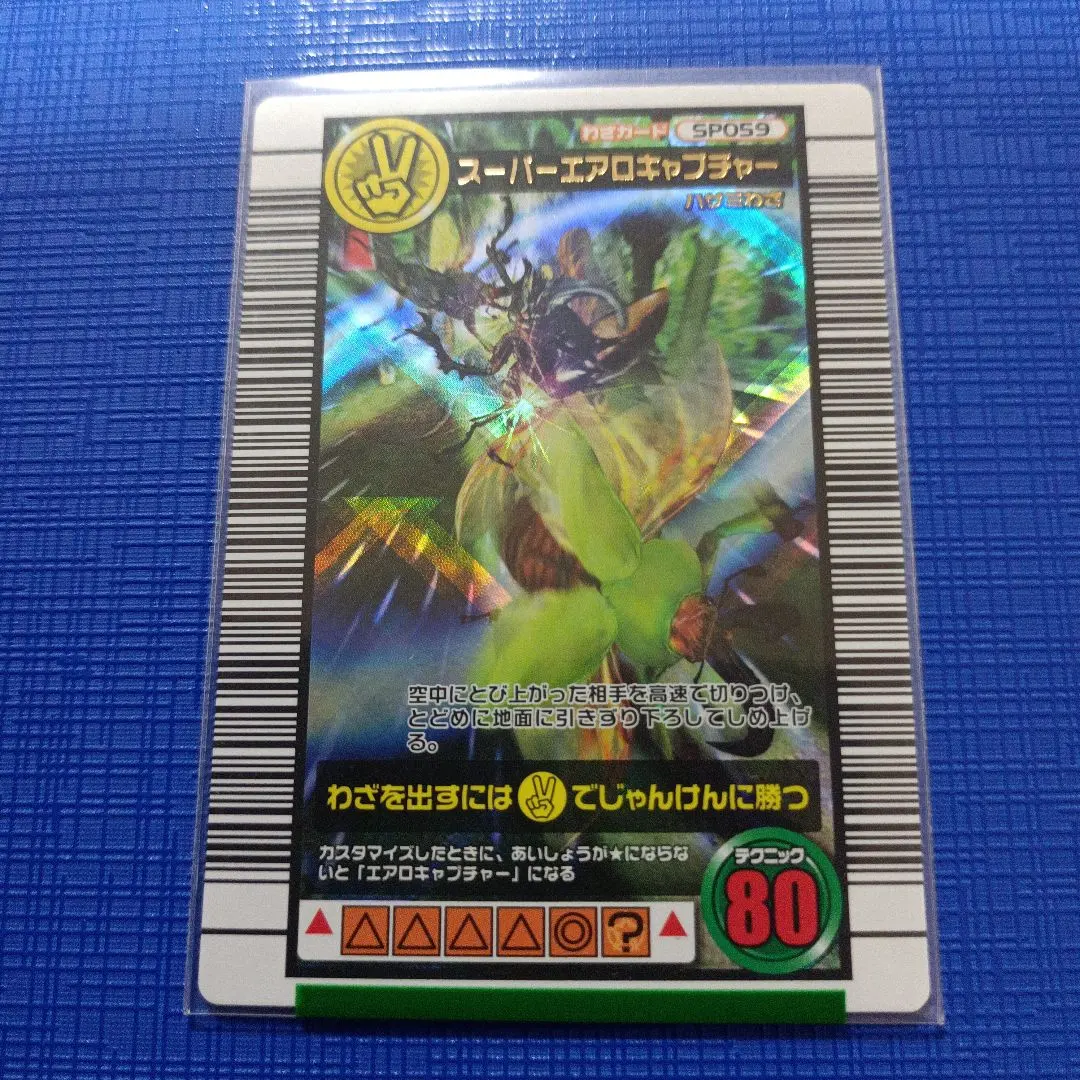 わざカード SP059
スーパーエアロキャプチャー
ハサミわざ
空中にとび上がった相手を高速で切りつけ、
とどめに地面に引きずり下ろしてしめ上げ
る。
わざを出すには でじゃんけんに勝つ
カスタマイズしたときに、あいしょうが★にならな
いと「エアロキャプチャー」になる
テクニック
80
?